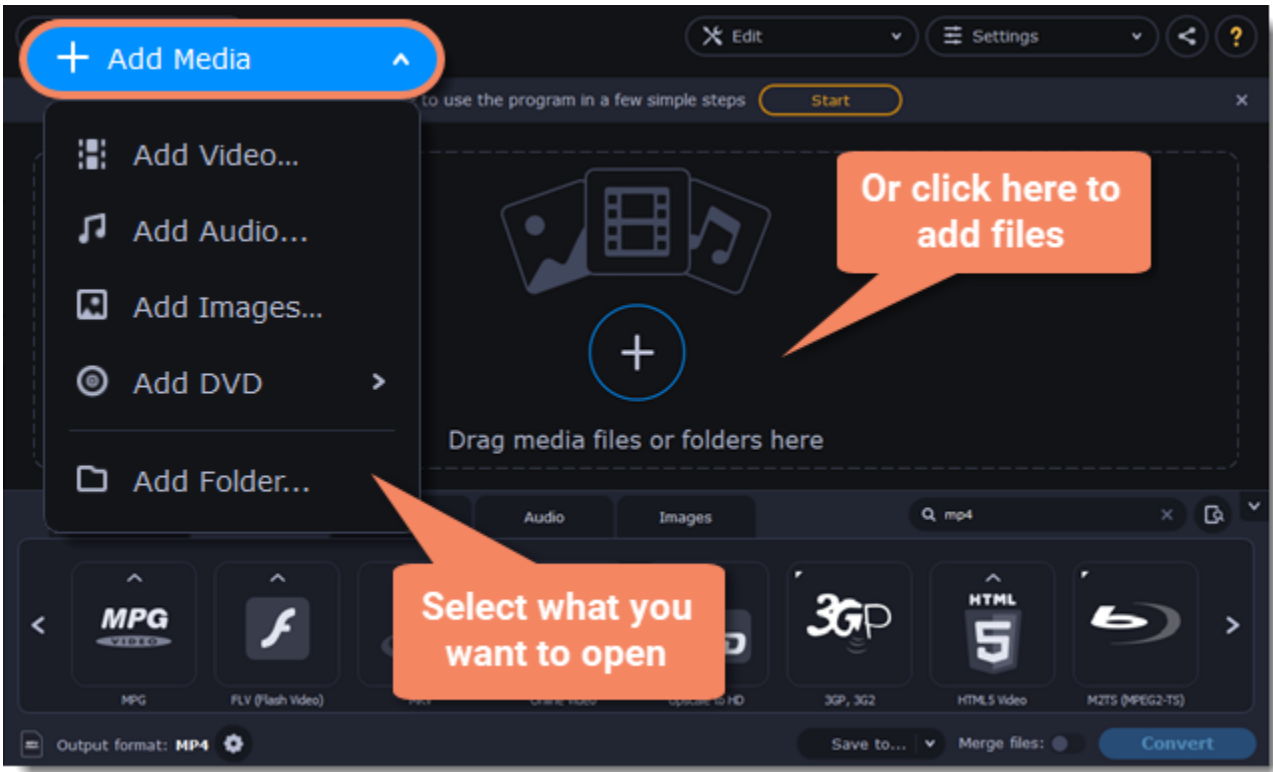 Add Media
Edit
Settings
?
to use the program in a few simple steps
Start
Add Video...
Add Audio...
Add Images...
Add DVD
Add Folder...
Or click here to
add files
Drag media files or folders here
Audio
Images
mp4
Select what you
want to open
MPG
VIDEO
3GP
HTML
5
MPG
FLV (Flash Video)
MKV
Online Video
Upscale to HD
3GP, 3G2
HTML5 Video
M2TS (MPEG2-TS)
Output format: MP4
Save to...
Merge files:
Convert